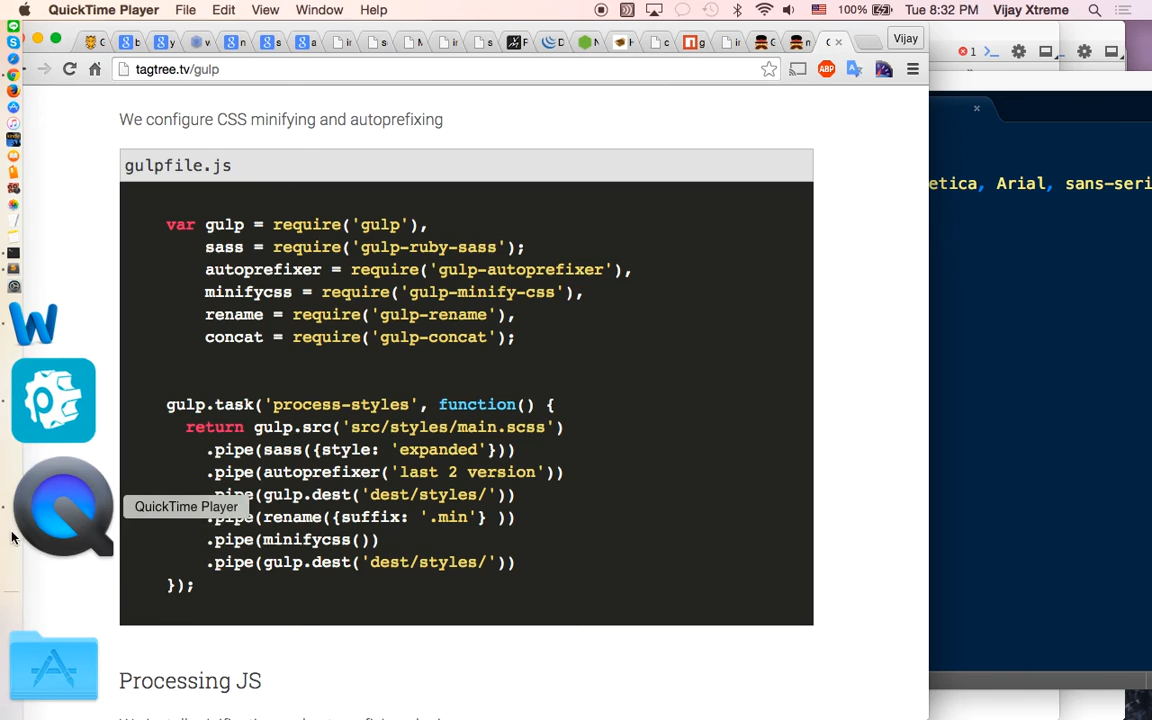 QuickTime Player File Edit View Window Help 100% Tue 8:32 PM Vijay Xtreme
Vijay
tagtree.tv/gulp
ABP
1
We configure CSS minifying and autoprefixing
gulpfile.js
var gulp = require('gulp'),
sass = require('gulp-ruby-sass');
autoprefixer = require('gulp-autoprefixer'),
minifycss = require('gulp-minify-css'),
rename = require('gulp-rename'),
concat = require('gulp-concat');
gulp.task('process-styles', function() {
return gulp.src('src/styles/main.scss')
.pipe(sass({style: 'expanded'}))
.pipe(autoprefixer('last 2 version'))
.pipe(gulp.dest('dest/styles/'))
QuickTime Player
.pipe(rename({suffix: '.min'} ))
.pipe(minifycss())
.pipe(gulp.dest('dest/styles/'))
});
Processing JS
etica, Arial, sans-seri